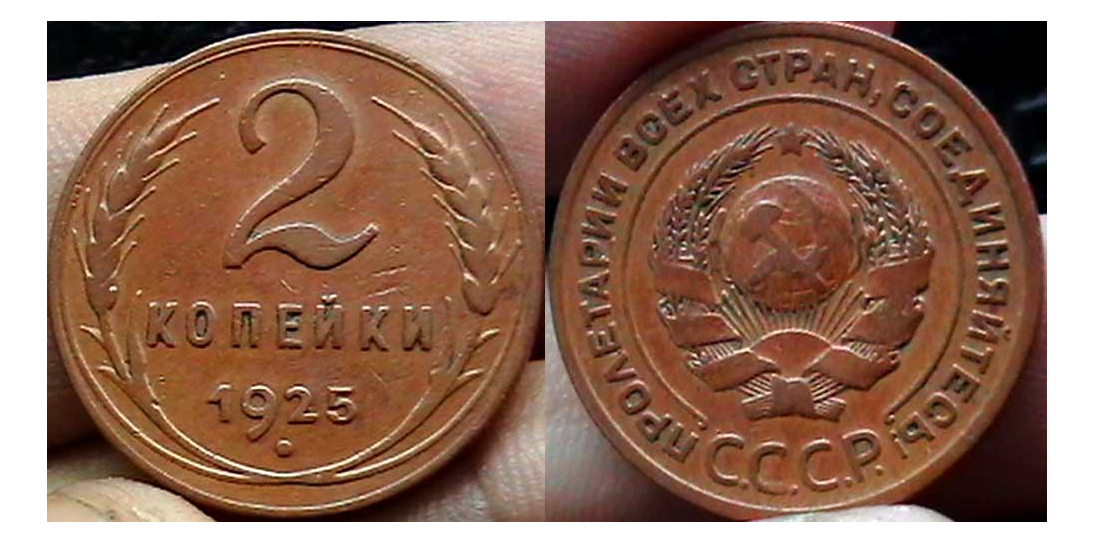 2
КОПЕЙКИ
1925
ПРОЛЕТАРИИ ВСЕХ СТРАН, СОЕДИНЯЙТЕСЬ!
С.С.С.Р.